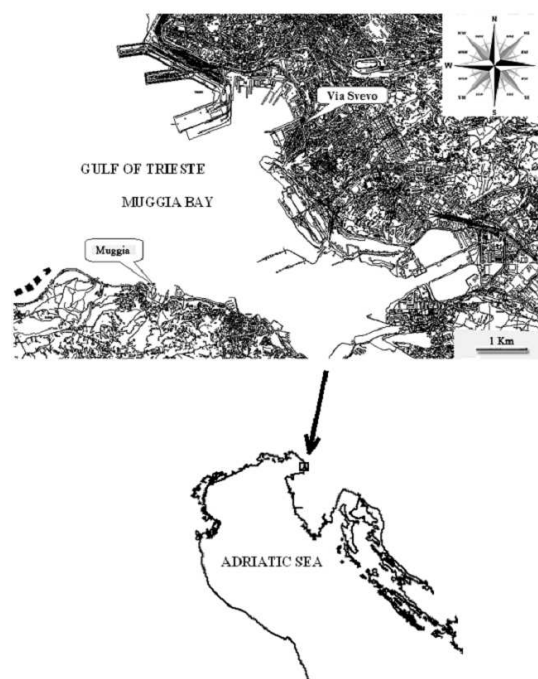 N
Via Svevo
W
E
S
GULF OF TRIESTE
MUGGIA BAY
Muggia
1 Km
ADRIATIC SEA